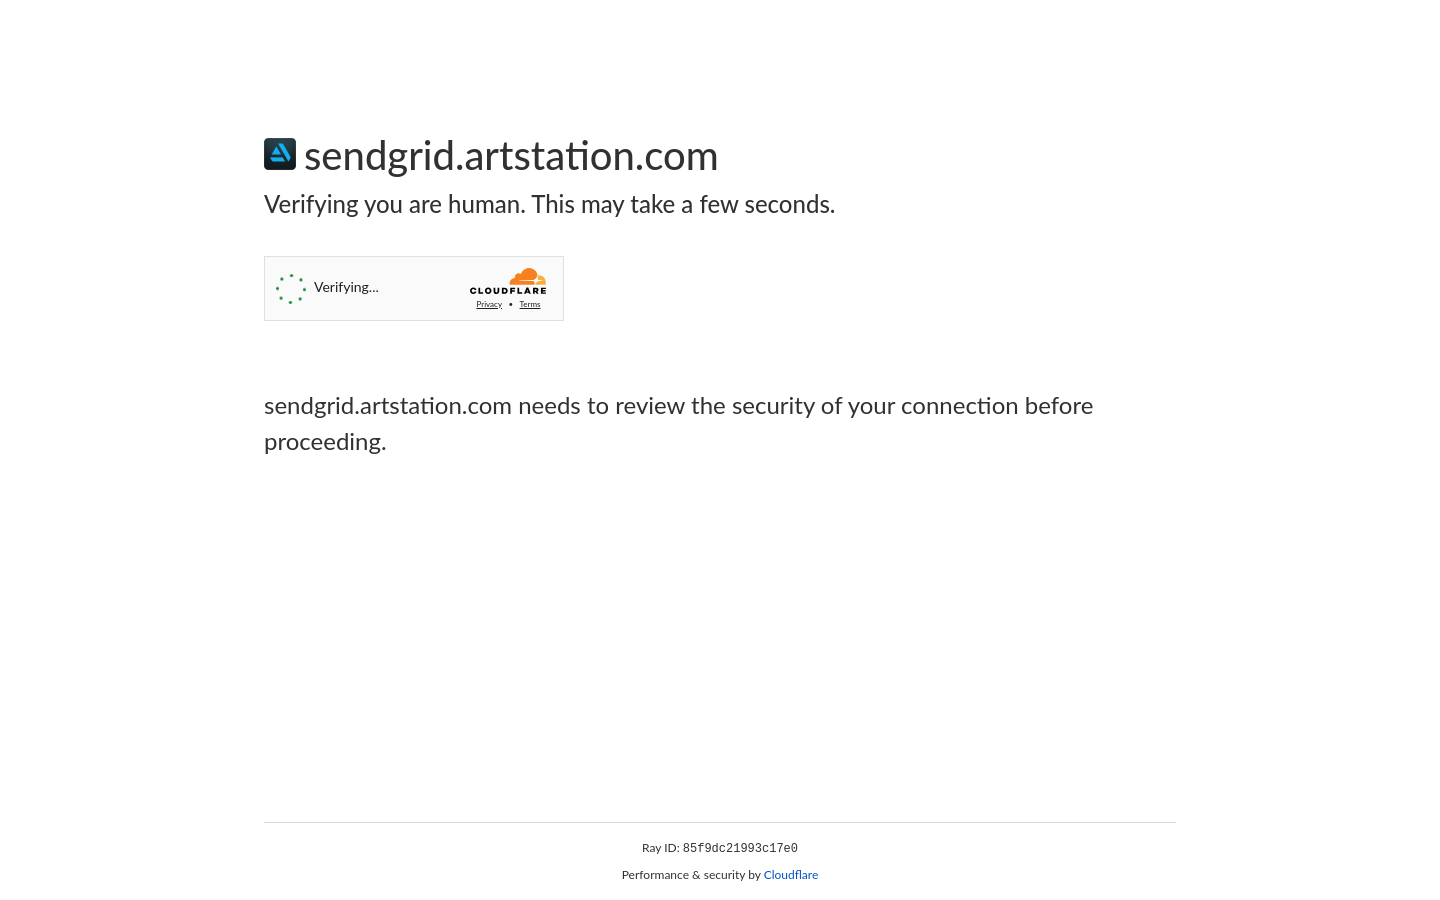 sendgrid.artstation.com
Verifying you are human. This may take a few seconds.
Verifying...
CLOUDFLARE
Privacy • Terms
sendgrid.artstation.com needs to review the security of your connection before
proceeding.
Ray ID: 85f9dc21993c17e0
Performance & security by Cloudflare